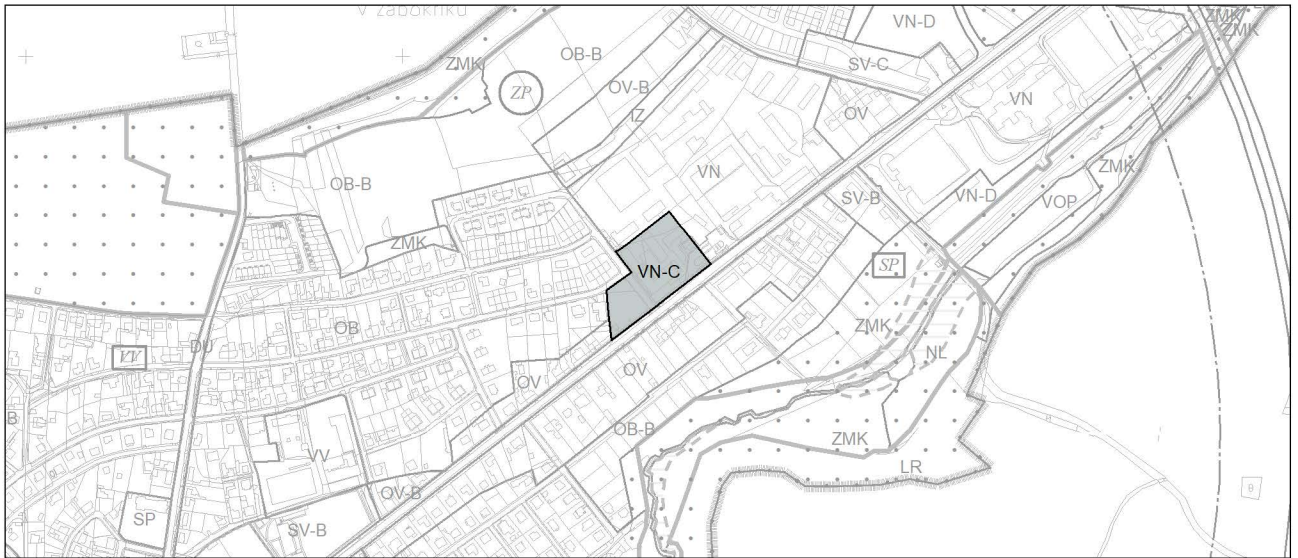 V Zábokřiku
VN-D
ZMK
ZMK
OB-B
SV-C
ZMK
ZP
OV-B
IZ
OV
VN
VN
OB-B
SV-B
VN-D
ZMK
VOP
ZMK
VN-C
SP
OB
ZMK
DU
VV
NL
OV
OV
B
OB-B
ZMK
VV
LR
OV-B
SP
SV-B